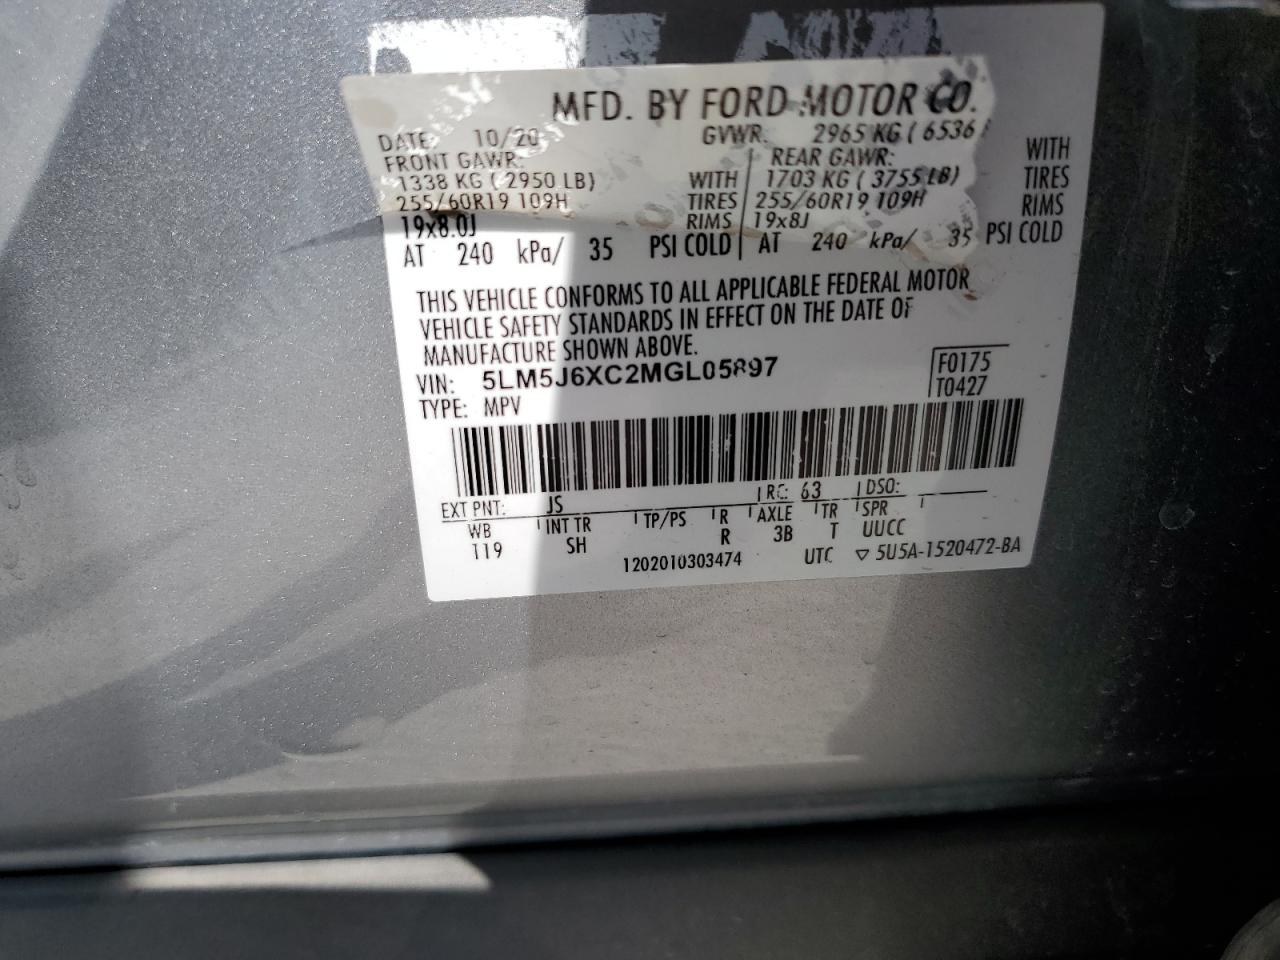 MFD. BY FORD MOTOR CO.
DATE: 10/20 GVWR: 2965 KG ( 6536
FRONT GAWR: REAR GAWR: WITH
1338 KG ( 2950 LB) WITH 1703 KG ( 3755 LB) TIRES
255/60R19 109H TIRES 255/60R19 109H RIMS
19x8.0J RIMS 19x8J
AT 240 kPa/ 35 PSI COLD AT 240 kPa/ 35 PSI COLD
THIS VEHICLE CONFORMS TO ALL APPLICABLE FEDERAL MOTOR
VEHICLE SAFETY STANDARDS IN EFFECT ON THE DATE OF
MANUFACTURE SHOWN ABOVE.
VIN: 5LM5J6XC2MGL05897
F0175
TYPE: MPV
T0427
EXT PNT: JS RC: 63 DSO:
WB INT TR TP/PS R AXLE TR SPR
119 SH R 3B T UUCC
1202010303474 UTC ▽ 5U5A-1520472-BA